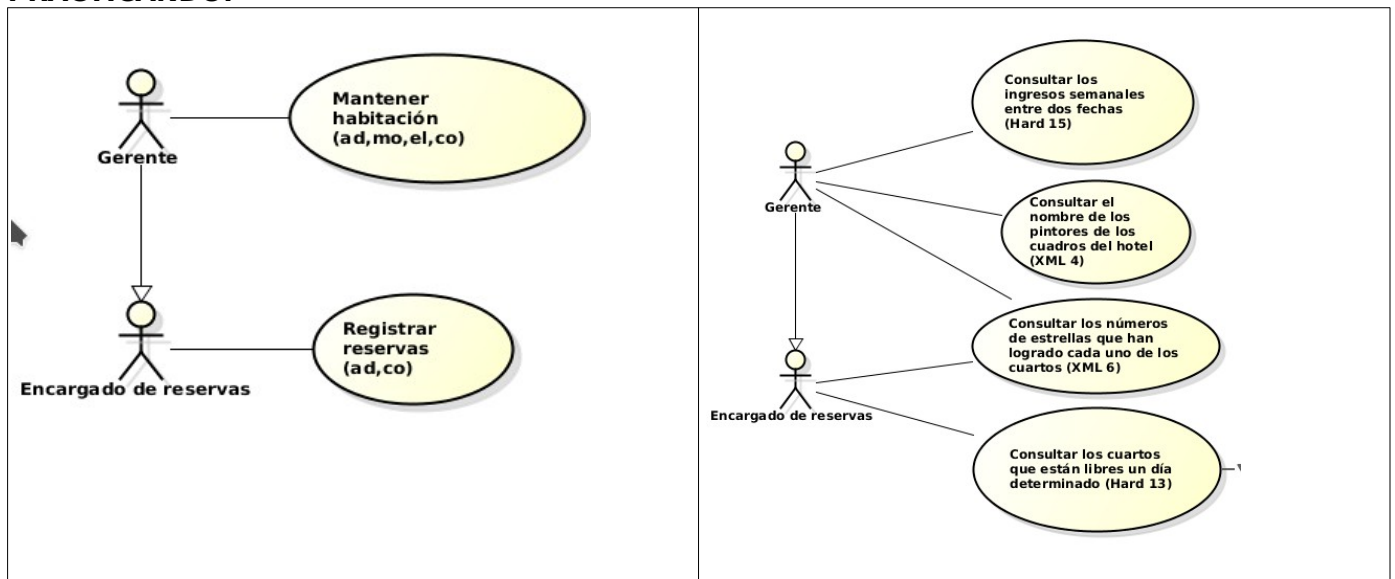 Mantener
habitación
(ad,mo,el,co)
Gerente
Registrar
reservas
(ad,co)
Encargado de reservas
Consultar los
ingresos semanales
entre dos fechas
(Hard 15)
Gerente
Consultar el
nombre de los
pintores de los
cuadros del hotel
(XML 4)
Consultar los números
de estrellas que han
logrado cada uno de los
cuartos (XML 6)
Encargado de reservas
Consultar los cuartos
que están libres un día
determinado (Hard 13)